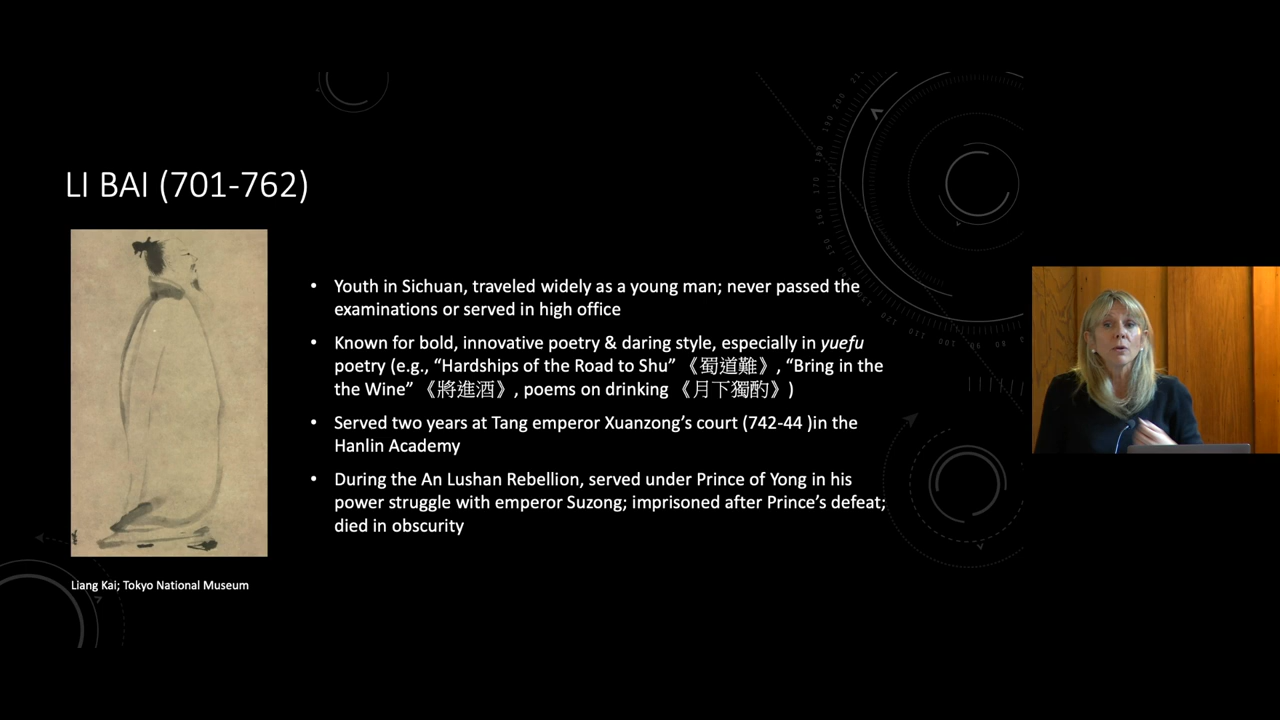 LI BAI (701-762)
• Youth in Sichuan, traveled widely as a young man; never passed the
examinations or served in high office
• Known for bold, innovative poetry & daring style, especially in yuefu
poetry (e.g., “Hardships of the Road to Shu” 《蜀道難》, “Bring in the
the Wine” 《將進酒》, poems on drinking 《月下獨酌》)
• Served two years at Tang emperor Xuanzong’s court (742-44 )in the
Hanlin Academy
• During the An Lushan Rebellion, served under Prince of Yong in his
power struggle with emperor Suzong; imprisoned after Prince’s defeat;
died in obscurity
Liang Kai; Tokyo National Museum